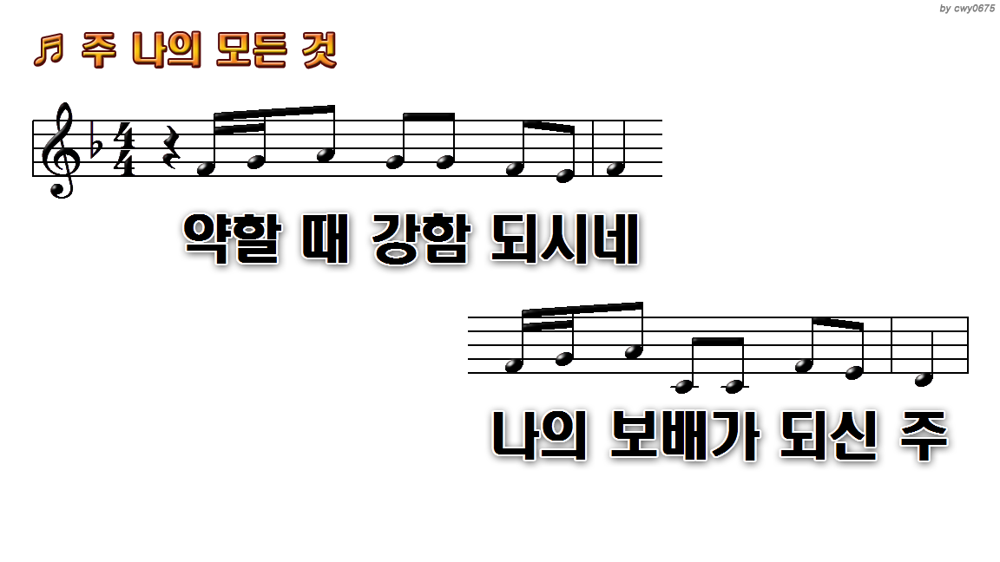 by cwy0675
♬ 주 나의 모든 것
약할 때 강함 되시네
나의 보배가 되신 주